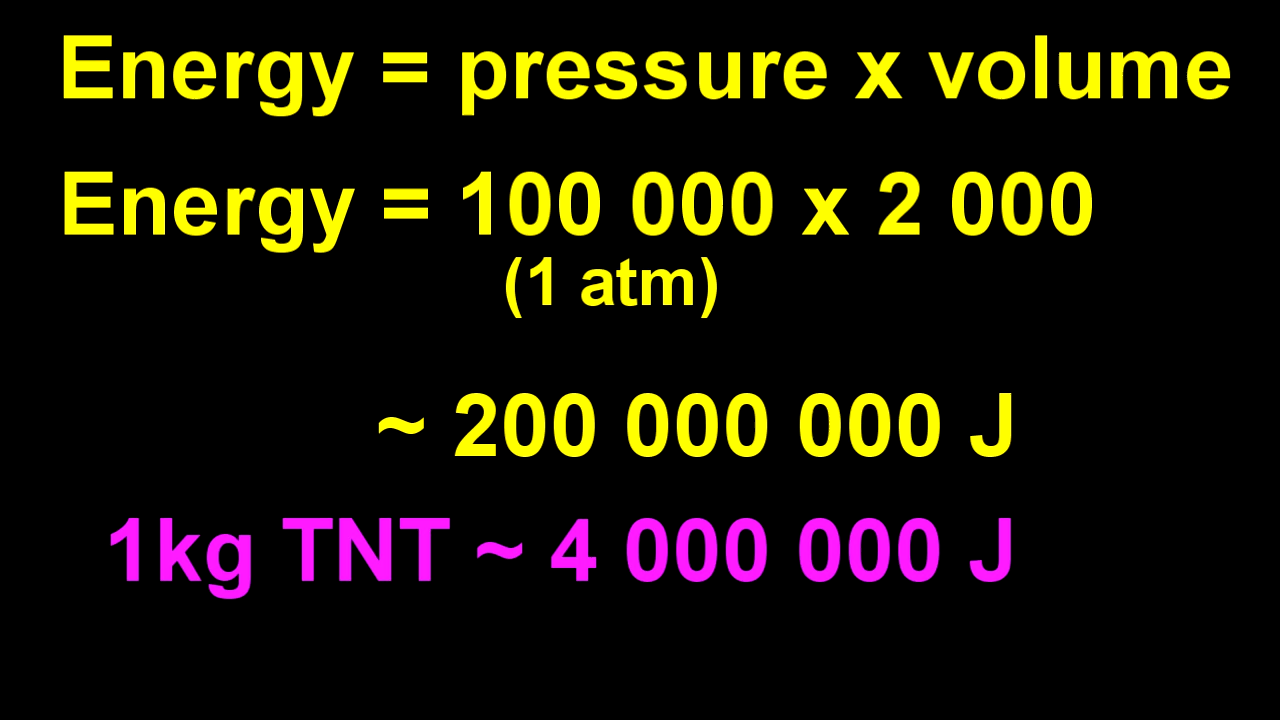 Energy = pressure x volume
Energy = 100 000 x 2 000
(1 atm)
~ 200 000 000 J
1kg TNT ~ 4 000 000 J